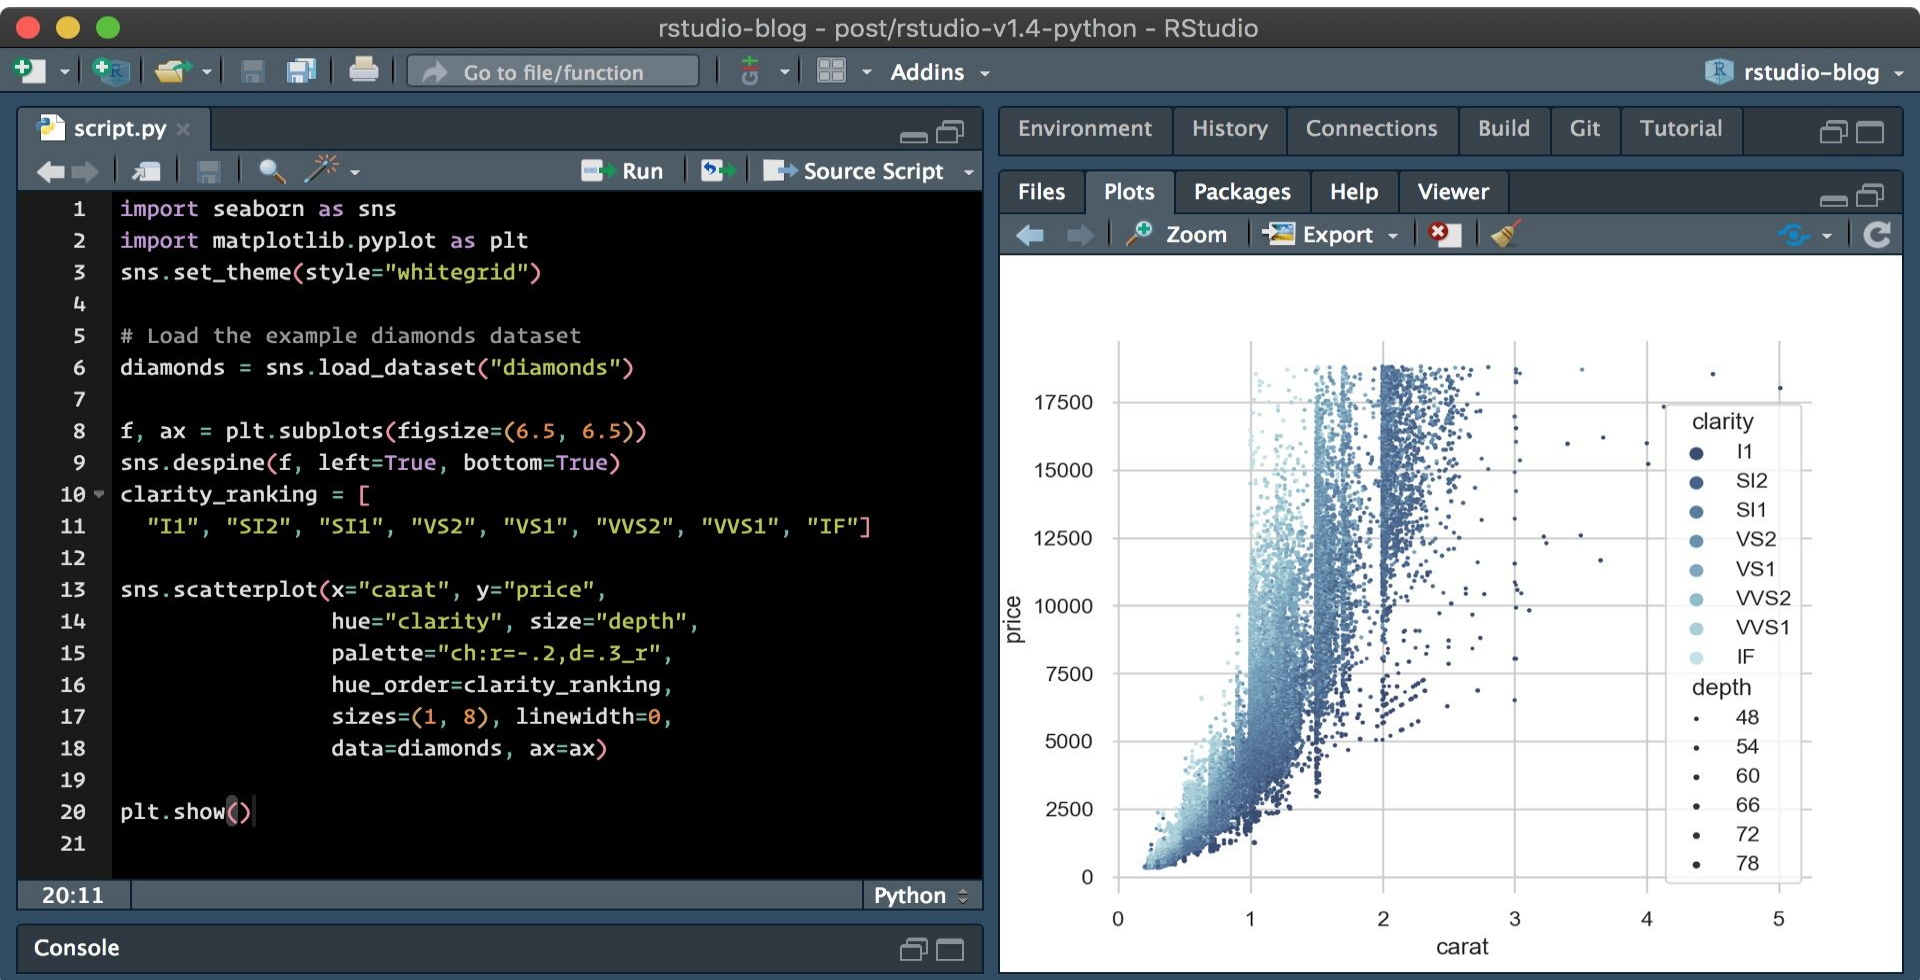 rstudio-blog - post/rstudio-v1.4-python - RStudio
Go to file/function
Addins
rstudio-blog
script.py
Run
Source Script
1 import seaborn as sns
2 import matplotlib.pyplot as plt
3 sns.set_theme(style="whitegrid")
4
5 # Load the example diamonds dataset
6 diamonds = sns.load_dataset("diamonds")
7
8 f, ax = plt.subplots(figsize=(6.5, 6.5))
9 sns.despine(f, left=True, bottom=True)
10 clarity_ranking = [
11   "I1", "SI2", "SI1", "VS2", "VS1", "VVS2", "VVS1", "IF"]
12
13 sns.scatterplot(x="carat", y="price",
14                 hue="clarity", size="depth",
15                 palette="ch:r=-.2,d=.3_r",
16                 hue_order=clarity_ranking,
17                 sizes=(1, 8), linewidth=0,
18                 data=diamonds, ax=ax)
19
20 plt.show()
21
20:11
Python
Console
Environment History Connections Build Git Tutorial
Files Plots Packages Help Viewer
Zoom Export
17500
15000
12500
10000
7500
5000
2500
0
price
0 1 2 3 4 5
carat
clarity
I1
SI2
SI1
VS2
VS1
VVS2
VVS1
IF
depth
48
54
60
66
72
78